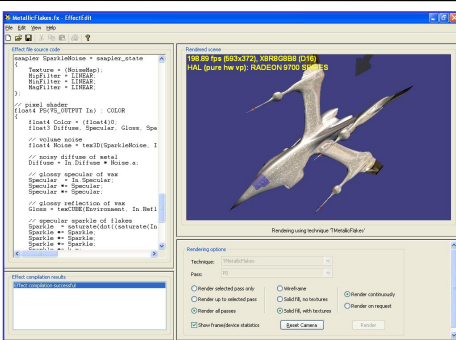 MetallicFlakes.fx - EffectEdit
File Edit View Help
Effect file source code
sampler SparkleNoise = sampler_state
{
Texture = (NoiseMap);
MipFilter = LINEAR;
MinFilter = LINEAR;
MagFilter = LINEAR;
};
// pixel shader
float4 PS(VS_OUTPUT In) : COLOR
{
float4 Color = (float4)0;
float3 Diffuse, Specular, Gloss, Spa
// volume noise
float4 Noise = tex3D(SparkleNoise, I
// noisy diffuse of metal
Diffuse = In.Diffuse * Noise.a;
// glossy specular of wax
Specular = In.Specular;
Specular *= Specular;
Specular *= Specular;
// glossy reflection of wax
Gloss = texCUBE(Environment, In.Refl
// specular sparkle of flakes
Sparkle = saturate(dot((saturate(In
Sparkle *= Sparkle;
Sparkle *= Sparkle;
Sparkle *= Sparkle;
Effect compilation results
Effect compilation successful
Rendered scene
198.89 fps (593x372), X8R8G8B8 (D16)
HAL (pure hw vp): RADEON 9700 SERIES
Rendering using technique 'TMetallicFlakes'
Rendering options
Technique: TMetallicFlakes
Pass: P0
Render selected pass only
Render up to selected pass
Render all passes
Wireframe
Solid fill, no textures
Solid fill, with textures
Render continuously
Render on request
Show frame/device statistics
Reset Camera
Render